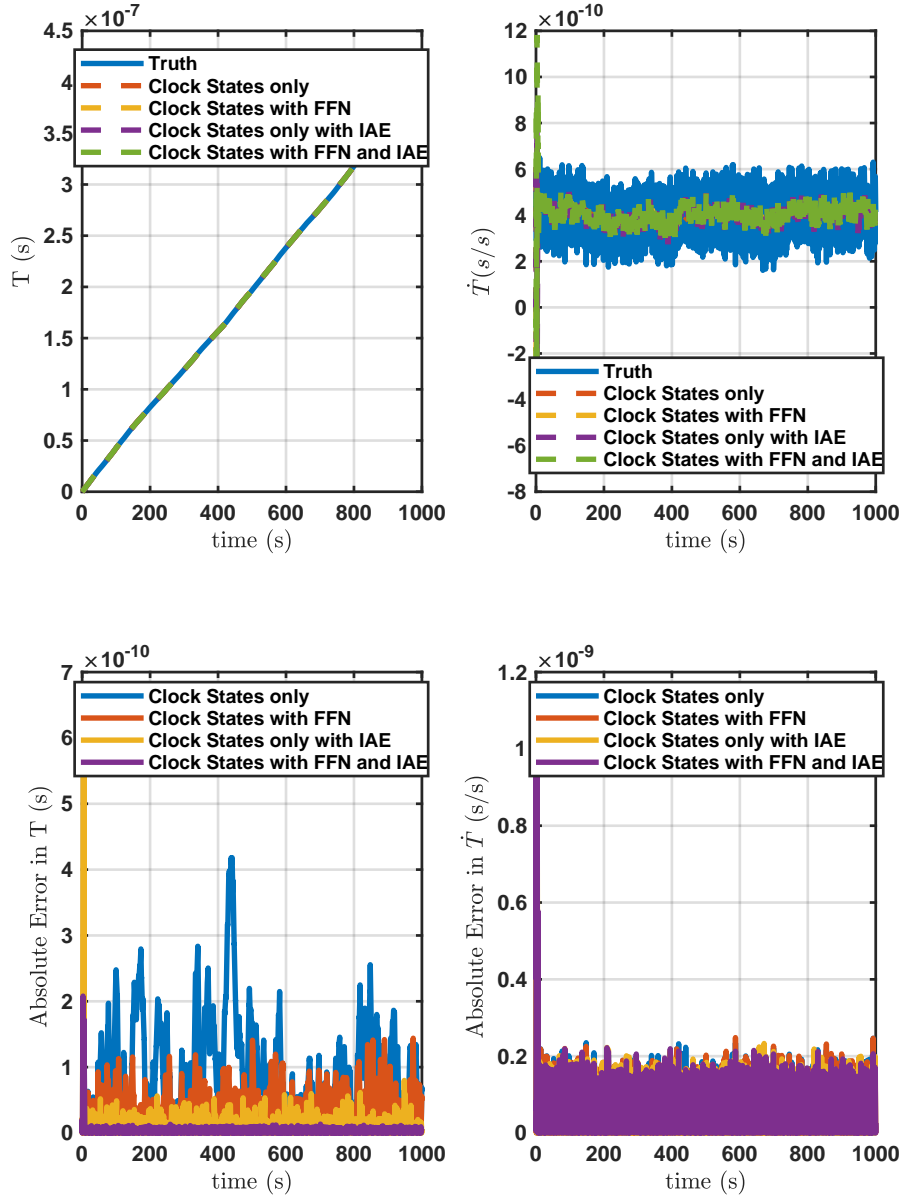 ×10⁻⁷
4.5
4
3.5
3
2.5
2
1.5
1
0.5
0
T (s)
Truth
Clock States only
Clock States with FFN
Clock States only with IAE
Clock States with FFN and IAE
0 200 400 600 800 1000
time (s)
×10⁻¹⁰
12
10
8
6
4
2
0
-2
-4
-6
-8
Ṫ(s/s)
Truth
Clock States only
Clock States with FFN
Clock States only with IAE
Clock States with FFN and IAE
0 200 400 600 800 1000
time (s)
×10⁻¹⁰
7
6
5
4
3
2
1
0
Absolute Error in T (s)
Clock States only
Clock States with FFN
Clock States only with IAE
Clock States with FFN and IAE
0 200 400 600 800 1000
time (s)
×10⁻⁹
1.2
1
0.8
0.6
0.4
0.2
0
Absolute Error in Ṫ (s/s)
Clock States only
Clock States with FFN
Clock States only with IAE
Clock States with FFN and IAE
0 200 400 600 800 1000
time (s)